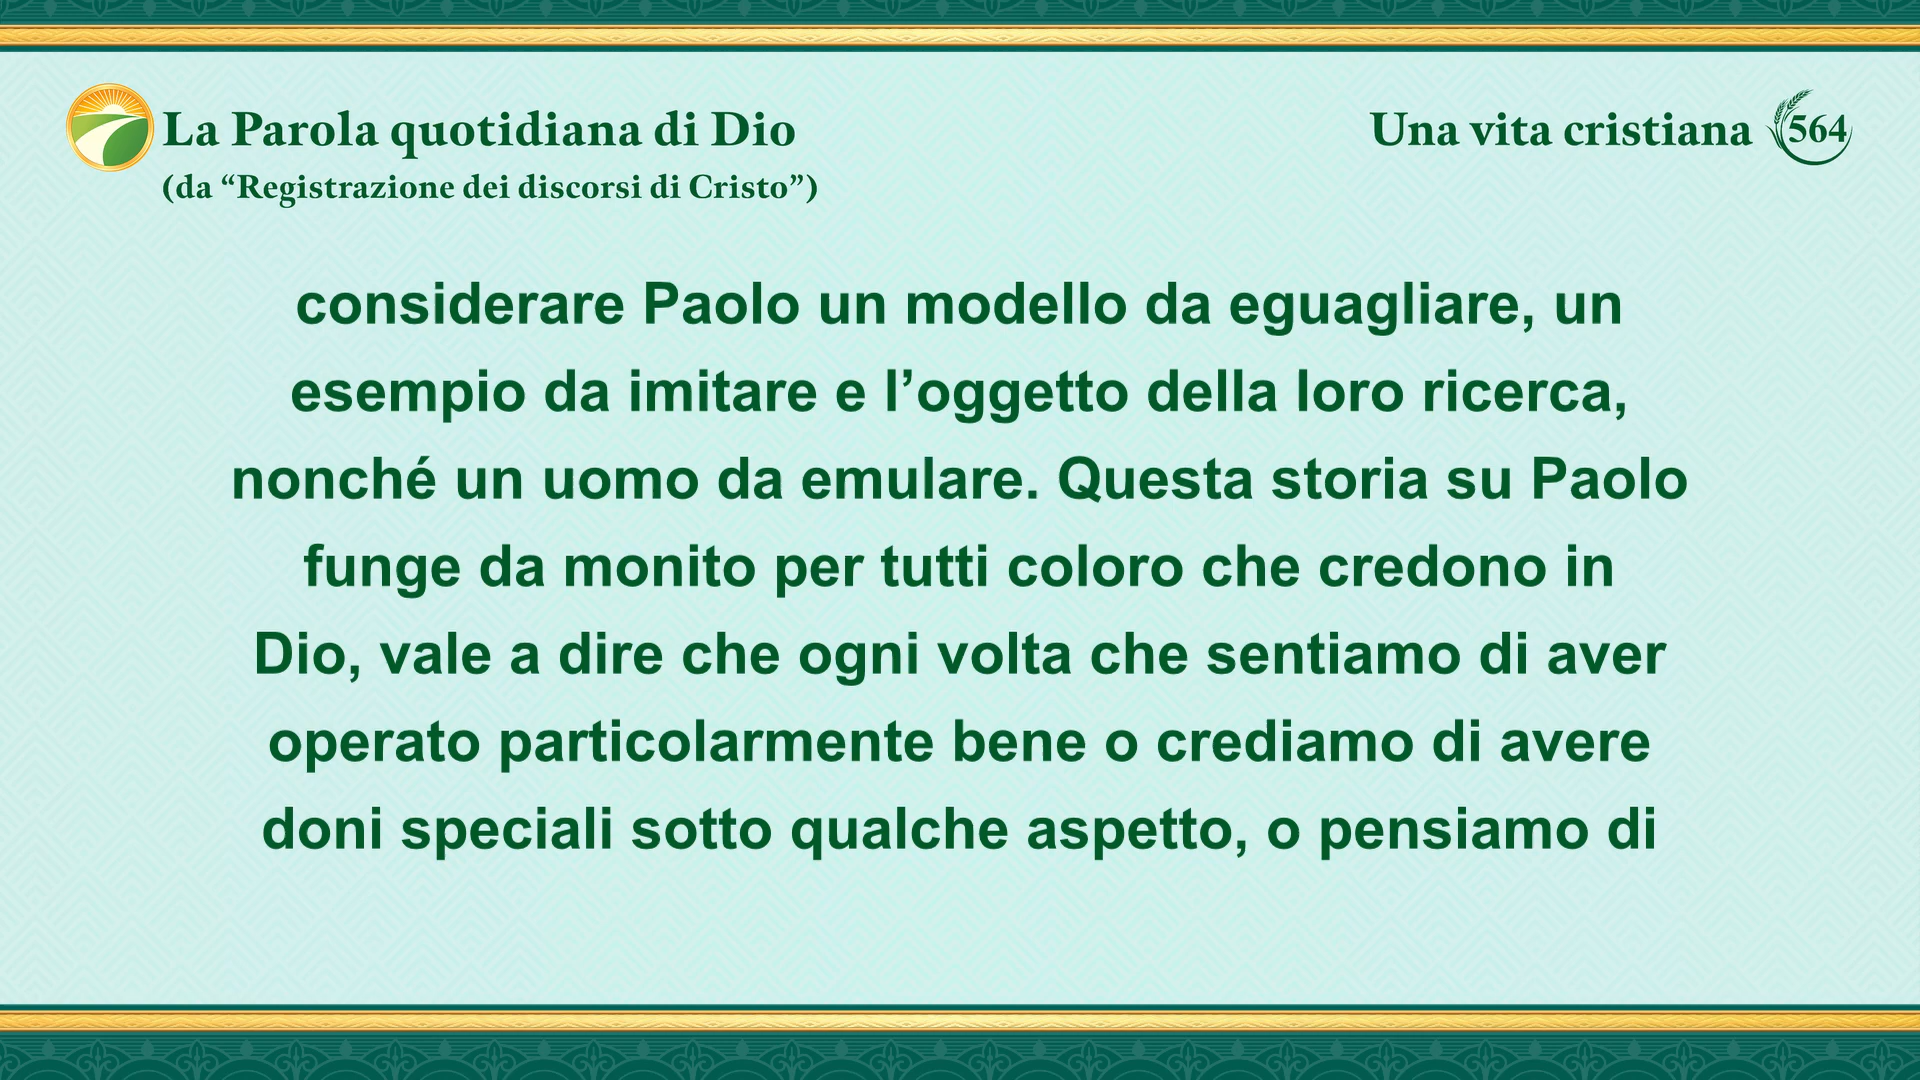 La Parola quotidiana di Dio
(da “Registrazione dei discorsi di Cristo”)
Una vita cristiana 564
considerare Paolo un modello da eguagliare, un
esempio da imitare e l’oggetto della loro ricerca,
nonché un uomo da emulare. Questa storia su Paolo
funge da monito per tutti coloro che credono in
Dio, vale a dire che ogni volta che sentiamo di aver
operato particolarmente bene o crediamo di avere
doni speciali sotto qualche aspetto, o pensiamo di